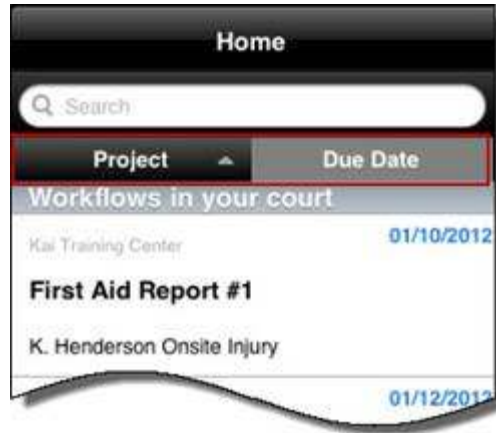 Home
Search
Project Due Date
Workflows in your court
Kai Training Center 01/10/2012
First Aid Report #1
K. Henderson Onsite Injury
01/12/2012